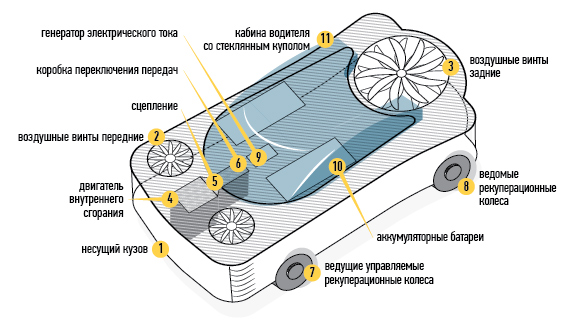 генератор электрического тока
кабина водителя
со стеклянным куполом
11
коробка переключения передач
3
воздушные винты
задние
сцепление
воздушные винты передние
2
6
9
10
5
двигатель
внутреннего
сгорания
4
8
ведомые
рекуперационные
колеса
аккумуляторные батареи
несущий кузов
1
7
ведущие управляемые
рекуперационные колеса